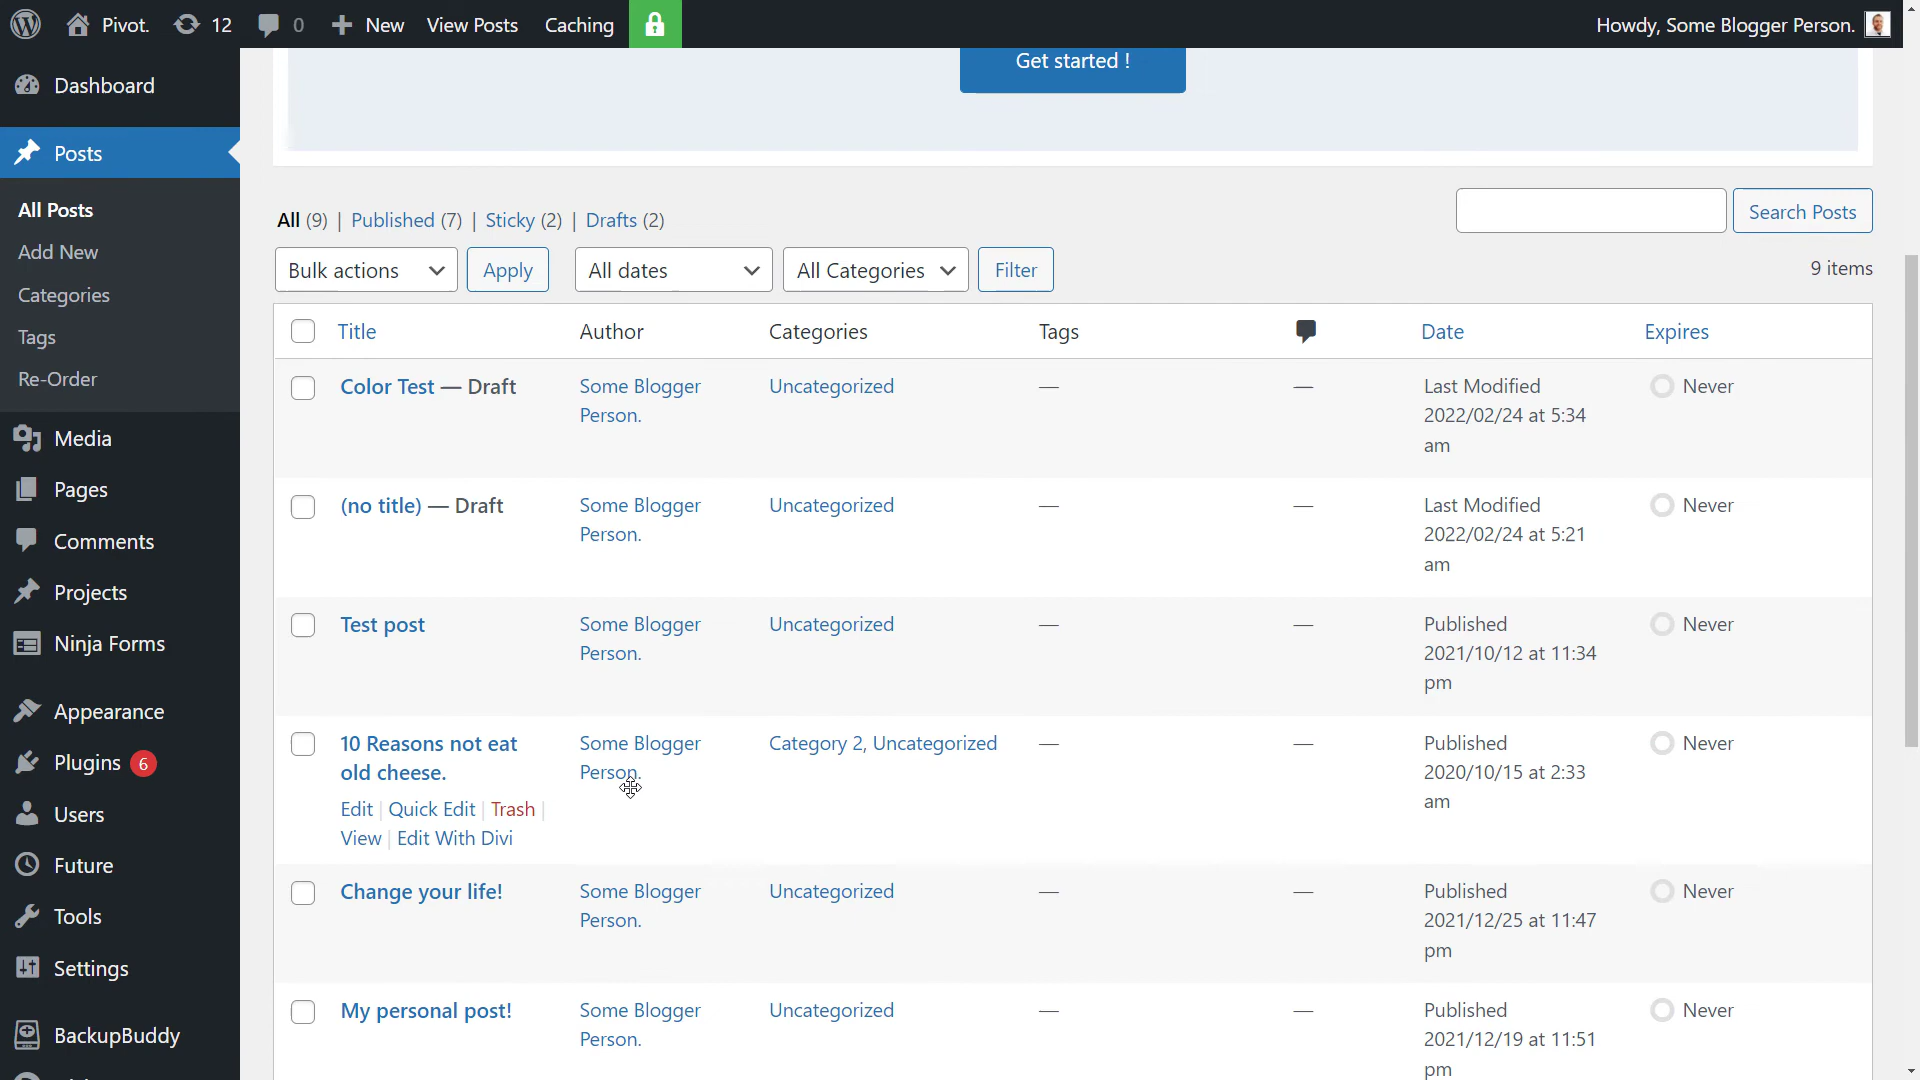 Pivot. 12 0 New View Posts Caching Howdy, Some Blogger Person.
Dashboard
Posts
All Posts
Add New
Categories
Tags
Re-Order
Media
Pages
Comments
Projects
Ninja Forms
Appearance
Plugins 6
Users
Future
Tools
Settings
BackupBuddy
Get started !
All (9) | Published (7) | Sticky (2) | Drafts (2)
Search Posts
Bulk actions Apply All dates All Categories Filter 9 items
Title Author Categories Tags Date Expires
Color Test — Draft Some Blogger Uncategorized — — Last Modified Never
Person. 2022/02/24 at 5:34
am
(no title) — Draft Some Blogger Uncategorized — — Last Modified Never
Person. 2022/02/24 at 5:21
am
Test post Some Blogger Uncategorized — — Published Never
Person. 2021/10/12 at 11:34
pm
10 Reasons not eat Some Blogger Category 2, Uncategorized — — Published Never
old cheese. Person. 2020/10/15 at 2:33
Edit | Quick Edit | Trash | am
View | Edit With Divi
Change your life! Some Blogger Uncategorized — — Published Never
Person. 2021/12/25 at 11:47
pm
My personal post! Some Blogger Uncategorized — — Published Never
Person. 2021/12/19 at 11:51
pm